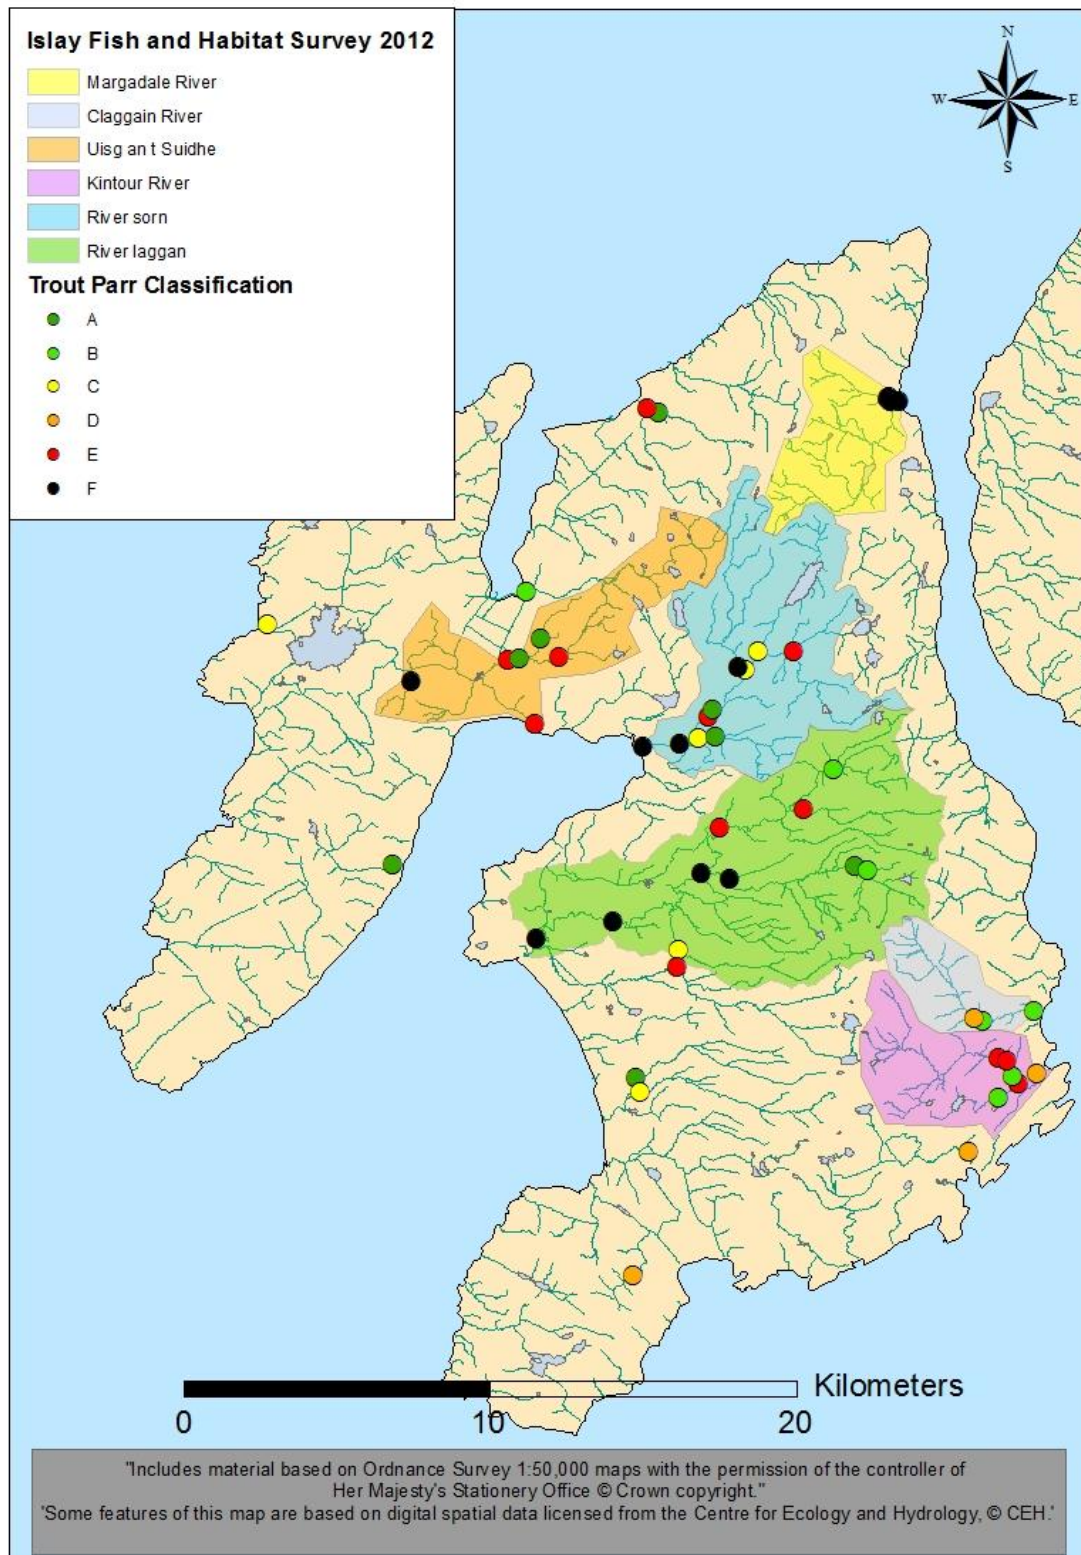 Islay Fish and Habitat Survey 2012
Margadale River
Claggain River
Uisg an t Suidhe
Kintour River
River sorn
River laggan
Trout Parr Classification
A
B
C
D
E
F
N
W
E
S
Kilometers
0
10
20
"Includes material based on Ordnance Survey 1:50,000 maps with the permission of the controller of
Her Majesty's Stationery Office © Crown copyright."
'Some features of this map are based on digital spatial data licensed from the Centre for Ecology and Hydrology, © CEH.'